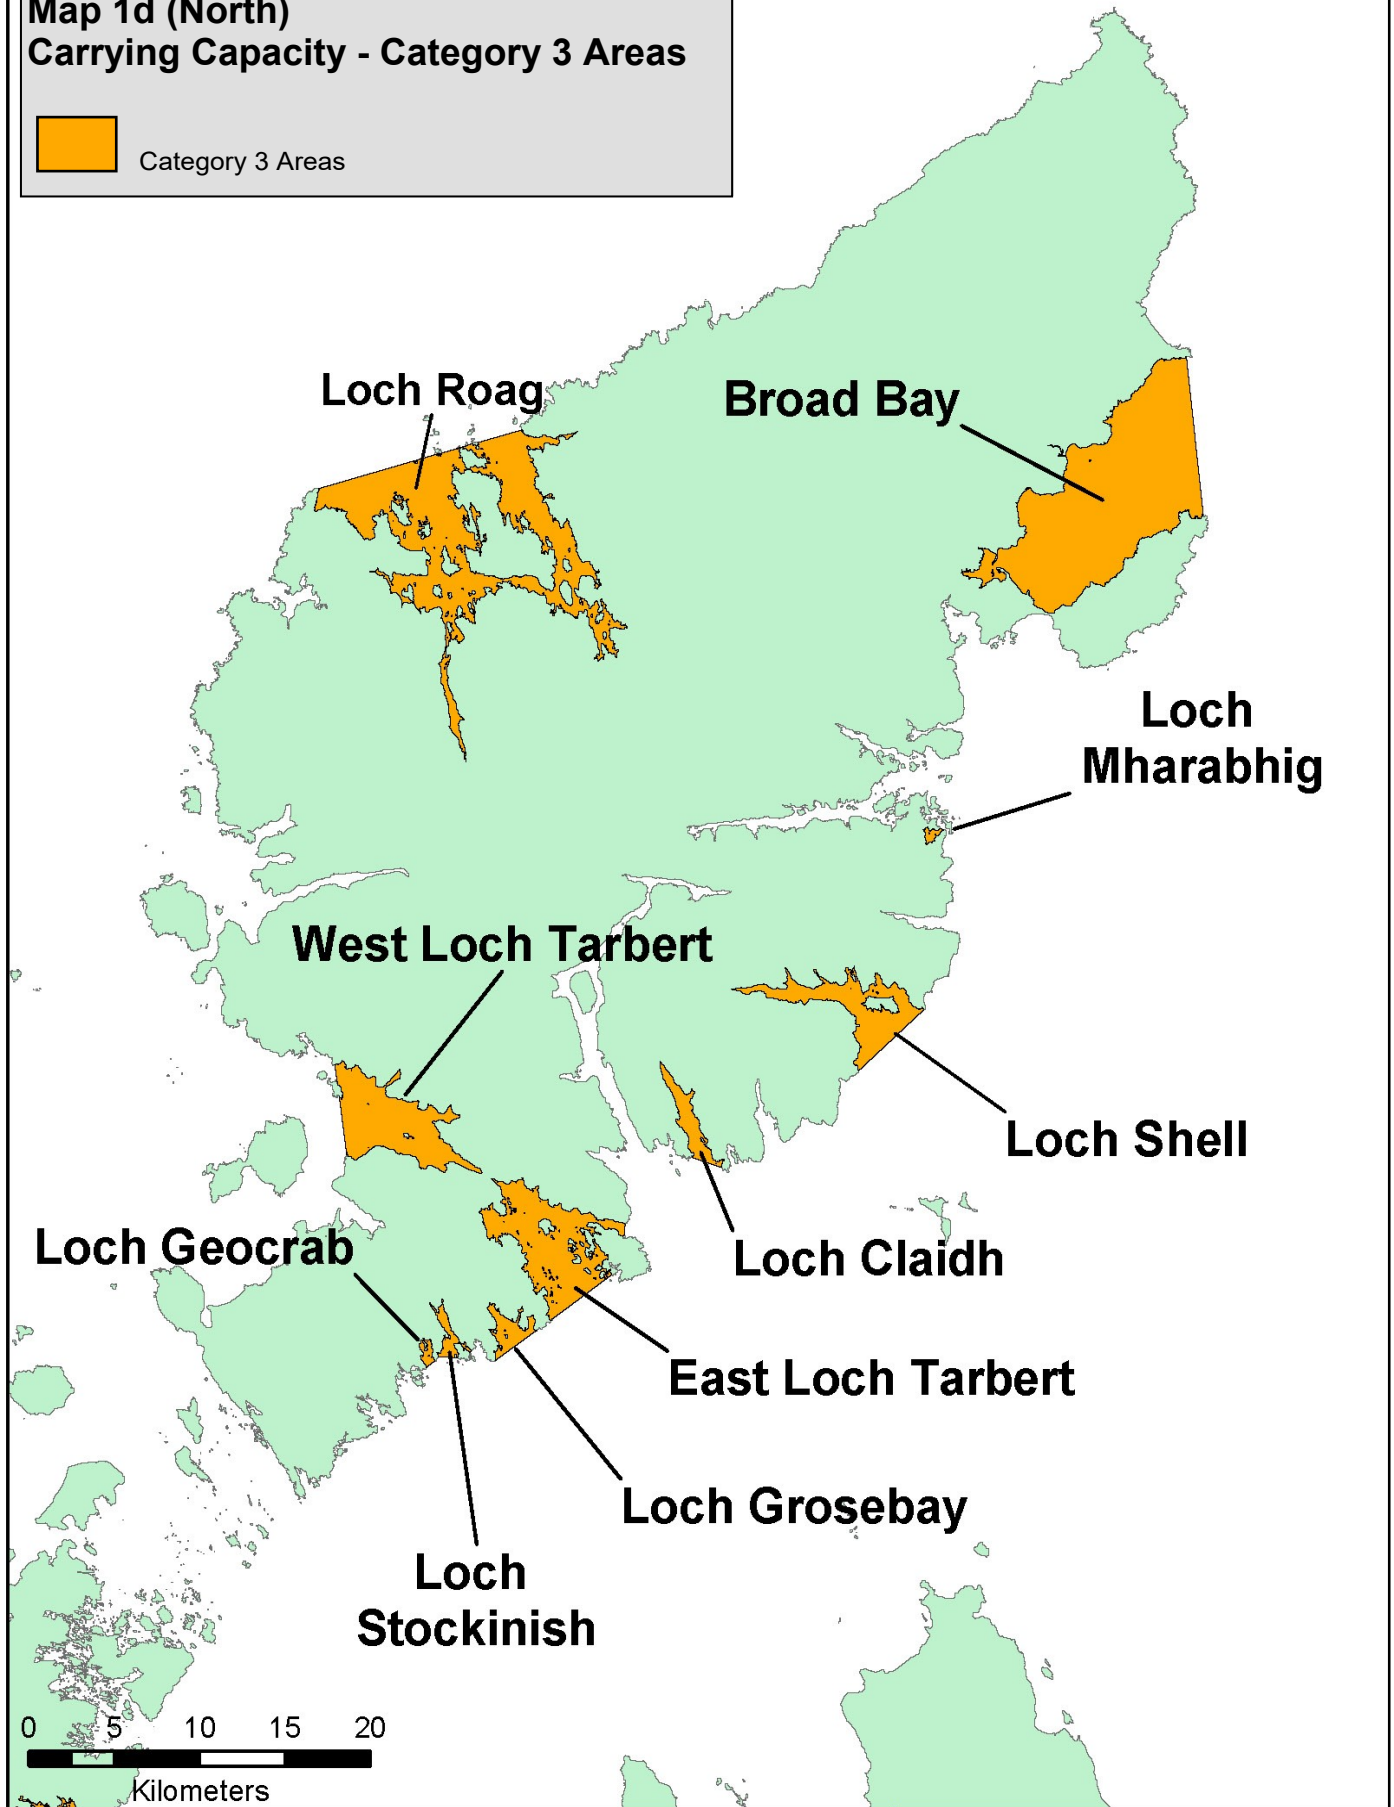 Map 1d (North)
Carrying Capacity - Category 3 Areas
Category 3 Areas
Loch Roag
Broad Bay
Loch
Mharabhig
West Loch Tarbert
Loch Shell
Loch Geocrab
Loch Claidh
East Loch Tarbert
Loch Grosebay
Loch
Stockinish
0 5 10 15 20
Kilometers